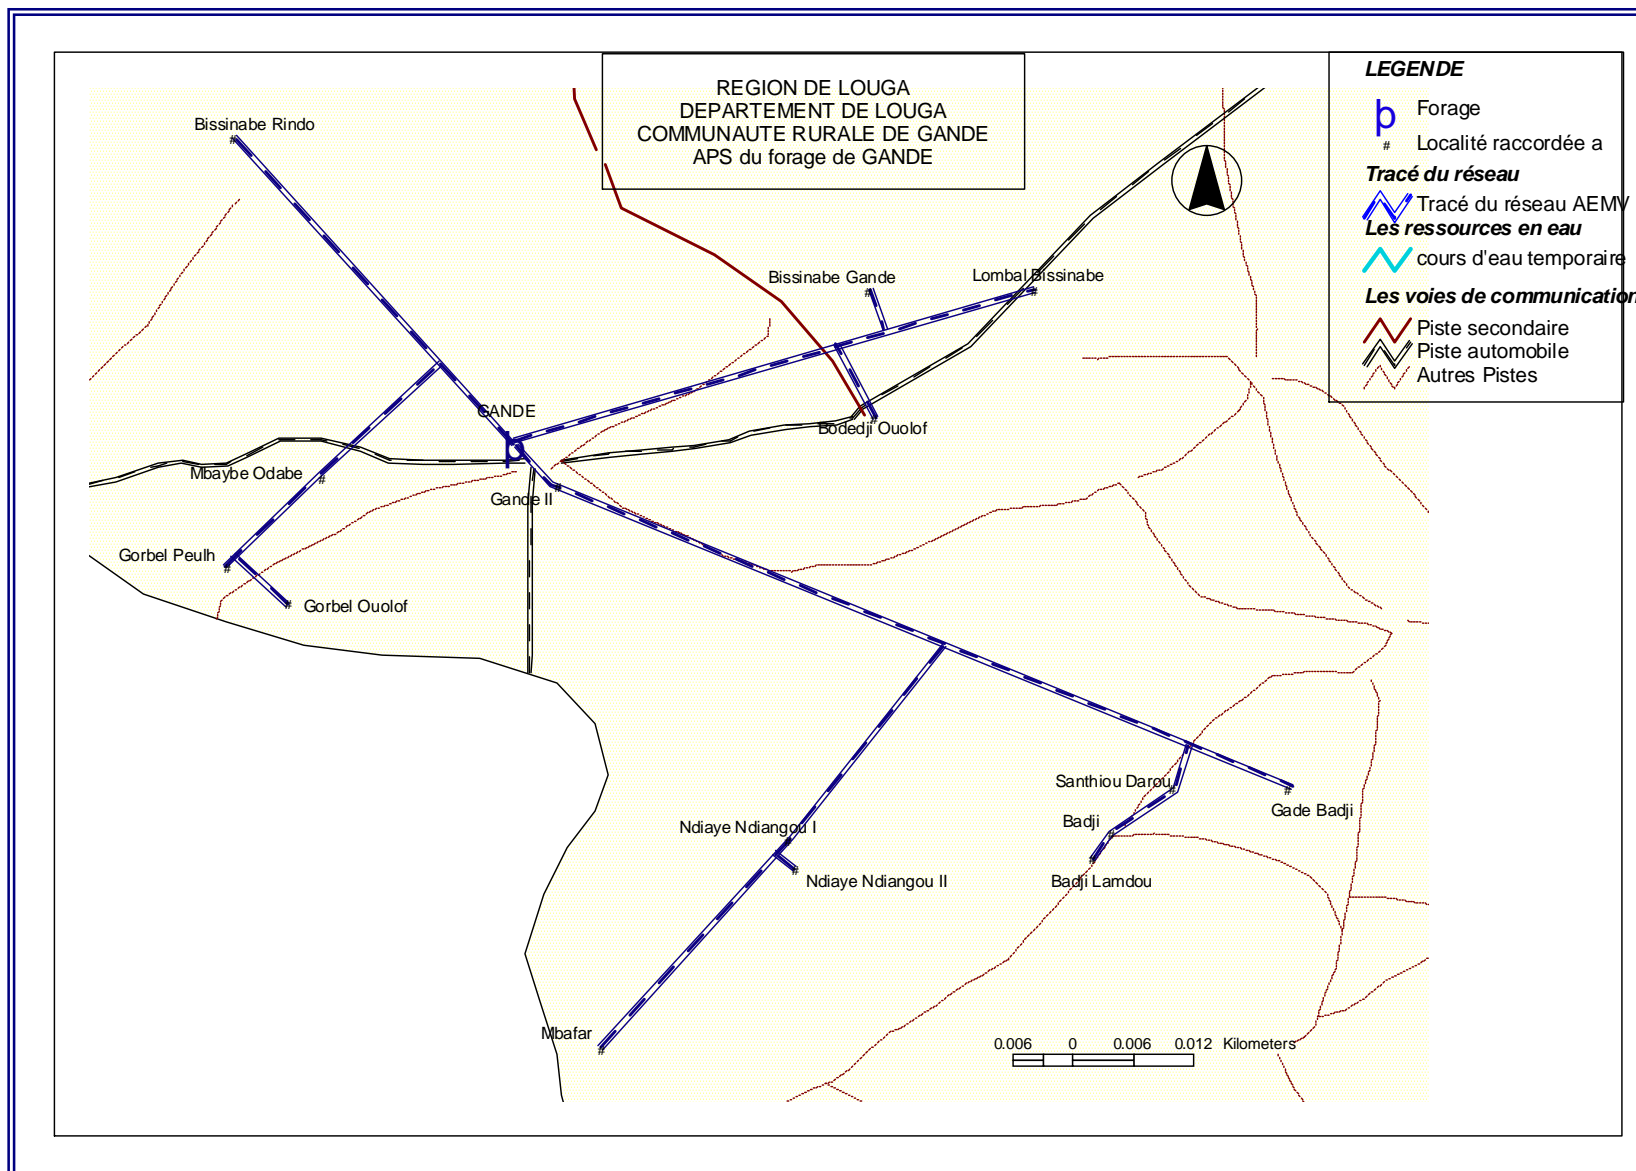 REGION DE LOUGA
DEPARTEMENT DE LOUGA
COMMUNAUTE RURALE DE GANDE
APS du forage de GANDE
LEGENDE
Forage
# Localité raccordée a
Tracé du réseau
Tracé du réseau AEMV
Les ressources en eau
cours d'eau temporaire
Les voies de communication
Piste secondaire
Piste automobile
Autres Pistes
Bissinabe Rindo
Bissinabe Gande
Lombal Bissinabe
GANDE
Bodedji Ouolof
Mbaybe Odabe
Gande II
Gorbel Peulh
Gorbel Ouolof
Santhiou Darou
Gade Badji
Badji
Ndiaye Ndiangou I
Ndiaye Ndiangou II
Badji Lamdou
Mbafar
0.006 0 0.006 0.012 Kilometers